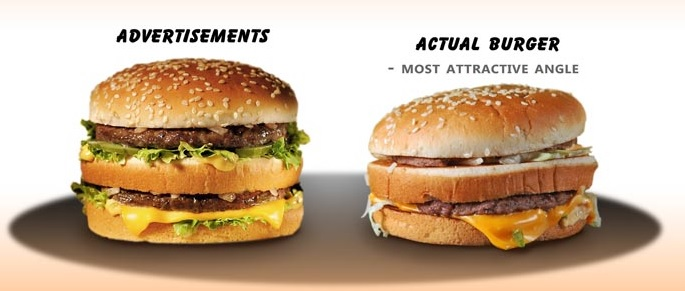 ADVERTISEMENTS
ACTUAL BURGER
- MOST ATTRACTIVE ANGLE